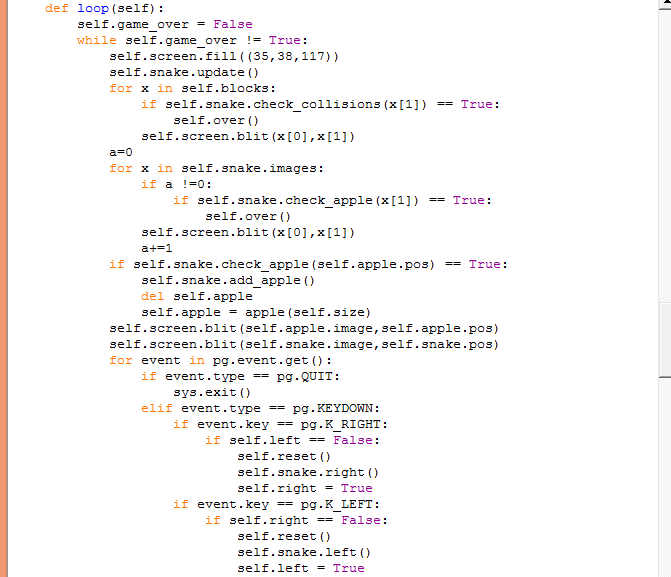 def loop(self):
    self.game_over = False
    while self.game_over != True:
        self.screen.fill((35,38,117))
        self.snake.update()
        for x in self.blocks:
            if self.snake.check_collisions(x[1]) == True:
                self.over()
            self.screen.blit(x[0],x[1])
        a=0
        for x in self.snake.images:
            if a !=0:
                if self.snake.check_apple(x[1]) == True:
                    self.over()
            self.screen.blit(x[0],x[1])
            a+=1
        if self.snake.check_apple(self.apple.pos) == True:
            self.snake.add_apple()
            del self.apple
            self.apple = apple(self.size)
        self.screen.blit(self.apple.image,self.apple.pos)
        self.screen.blit(self.snake.image,self.snake.pos)
        for event in pg.event.get():
            if event.type == pg.QUIT:
                sys.exit()
            elif event.type == pg.KEYDOWN:
                if event.key == pg.K_RIGHT:
                    if self.left == False:
                        self.reset()
                        self.snake.right()
                        self.right = True
                if event.key == pg.K_LEFT:
                    if self.right == False:
                        self.reset()
                        self.snake.left()
                        self.left = True